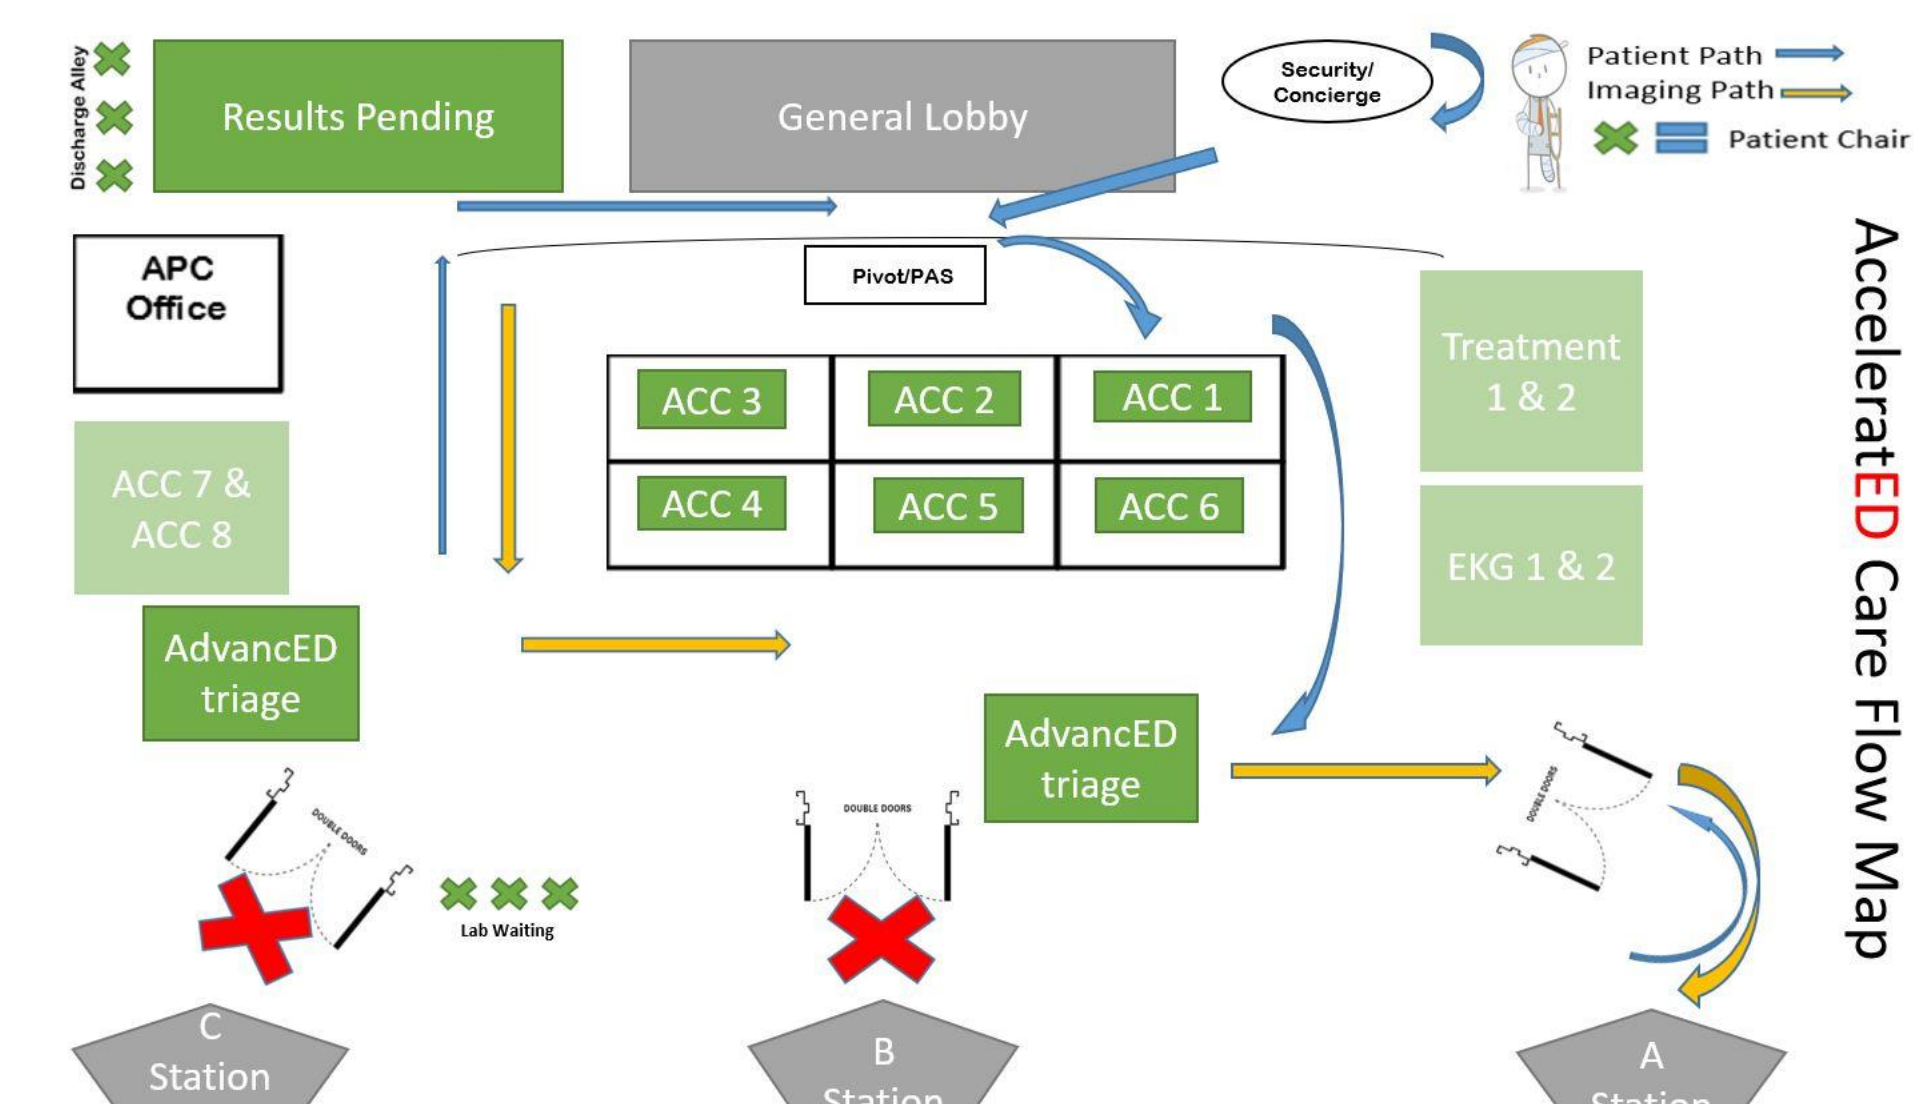 Discharge Alley
Results Pending
General Lobby
Security/
Concierge
Patient Path
Imaging Path
Patient Chair
APC
Office
Pivot/PAS
Treatment
1 & 2
ACC 3
ACC 2
ACC 1
ACC 4
ACC 5
ACC 6
ACC 7 &
ACC 8
EKG 1 & 2
AdvancED
triage
AdvancED
triage
DOUBLE DOORS
DOUBLE DOORS
DOUBLE DOORS
Lab Waiting
C
Station
B
Station
A
Station
AcceleratED Care Flow Map